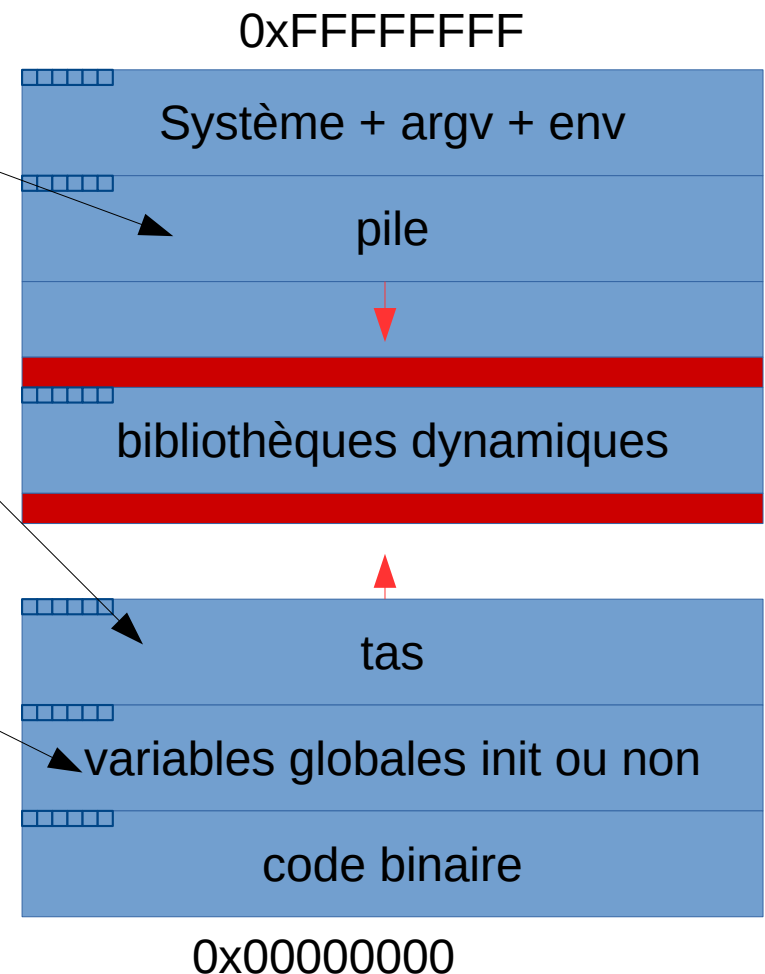 0xFFFFFFFF
Système + argv + env
pile
bibliothèques dynamiques
tas
variables globales init ou non
code binaire
0x00000000